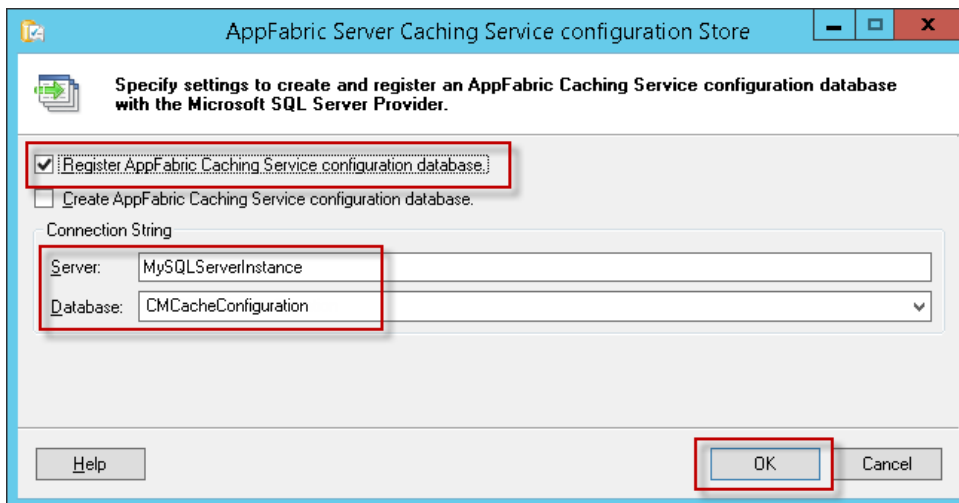 AppFabric Server Caching Service configuration Store
Specify settings to create and register an AppFabric Caching Service configuration database
with the Microsoft SQL Server Provider.
Register AppFabric Caching Service configuration database.
Create AppFabric Caching Service configuration database.
Connection String
Server: MySQLServerInstance
Database: CMCacheConfiguration
Help OK Cancel